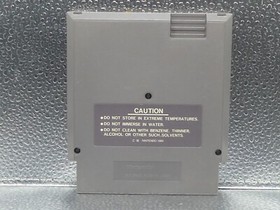 CAUTION
●DO NOT STORE IN EXTREME TEMPERATURES.
●DO NOT IMMERSE IN WATER.
●DO NOT CLEAN WITH BENZENE, THINNER,
ALCOHOL OR OTHER SUCH SOLVENTS.